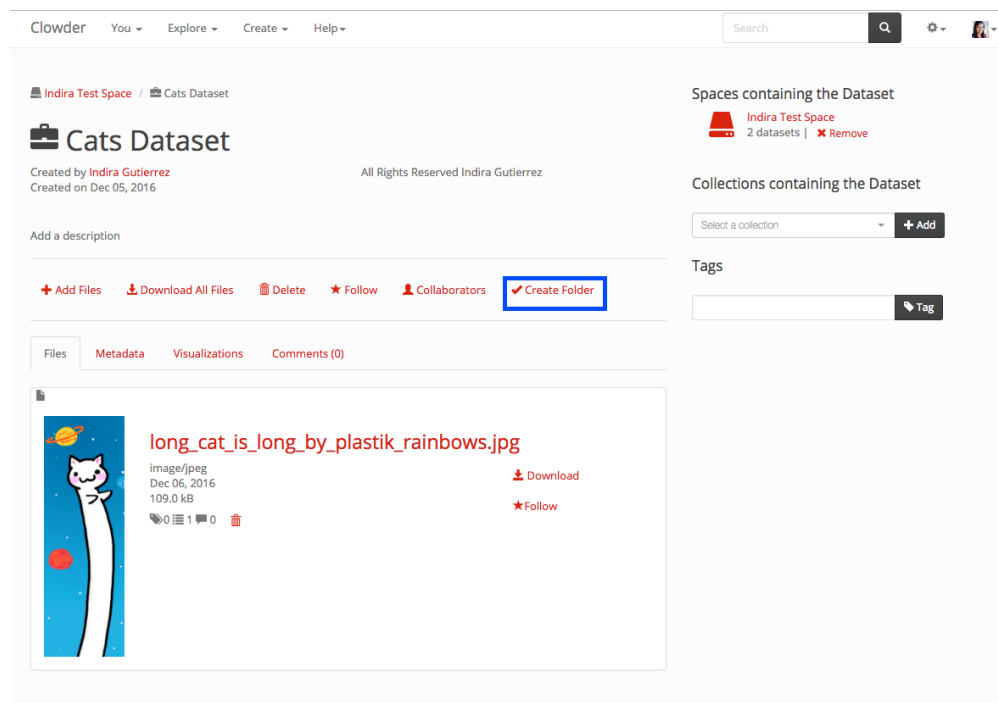 Clowder You Explore Create Help Search
Indira Test Space / Cats Dataset
Cats Dataset
Created by Indira Gutierrez
Created on Dec 05, 2016
All Rights Reserved Indira Gutierrez
Add a description
Add Files Download All Files Delete Follow Collaborators Create Folder
Files Metadata Visualizations Comments (0)
long_cat_is_long_by_plastik_rainbows.jpg
image/jpeg
Dec 06, 2016
109.0 kB
0 1 0
Download
Follow
Spaces containing the Dataset
Indira Test Space
2 datasets | Remove
Collections containing the Dataset
Select a collection Add
Tags
Tag